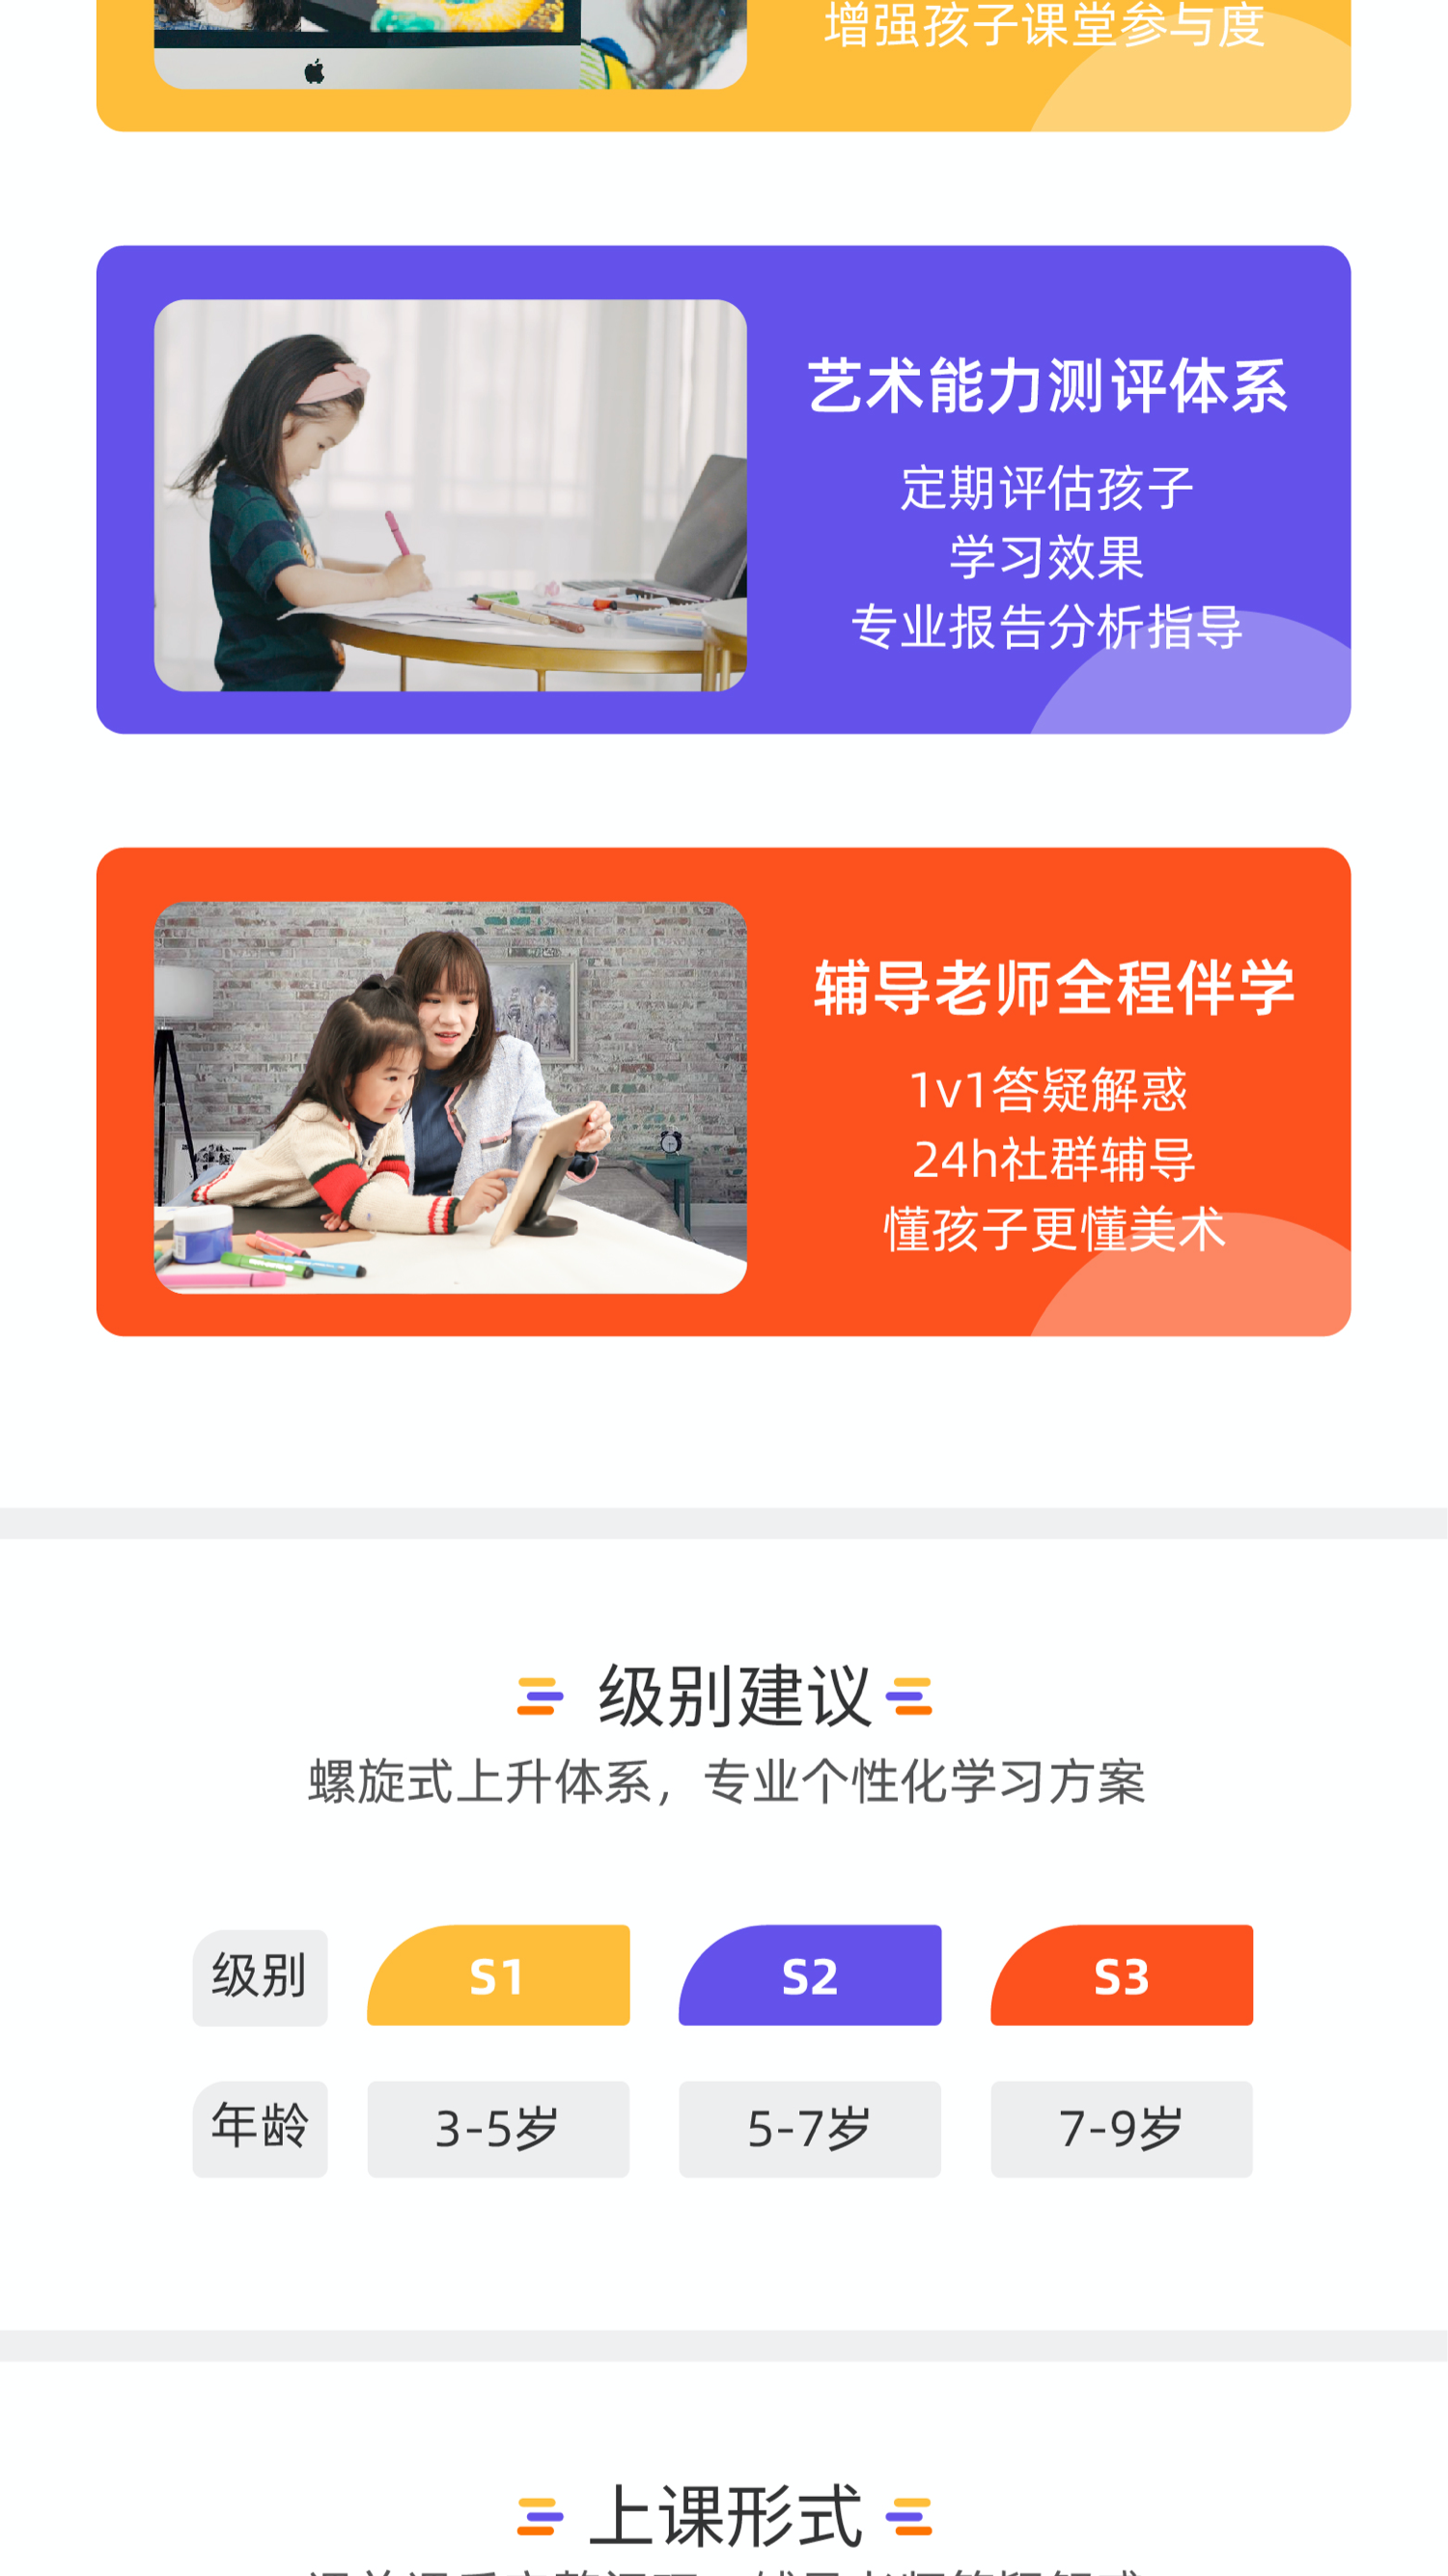 增强孩子课堂参与度
艺术能力测评体系
定期评估孩子
学习效果
专业报告分析指导
辅导老师全程伴学
1v1答疑解惑
24h社群辅导
懂孩子更懂美术
级别建议
螺旋式上升体系，专业个性化学习方案
级别 S1 S2 S3
年龄 3-5岁 5-7岁 7-9岁
上课形式